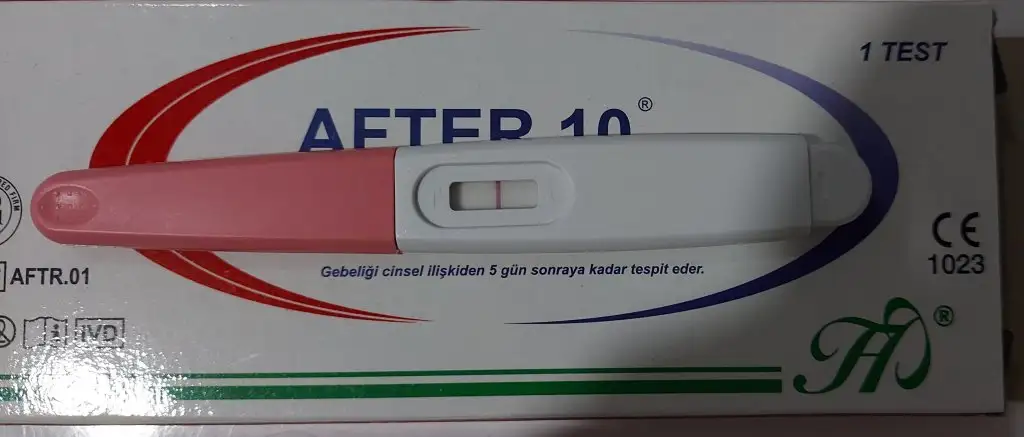 1 TEST
AFTER 10®
Gebeliği cinsel ilişkiden 5 gün sonraya kadar tespit eder.
AFTR.01
CE
1023
IVD
®